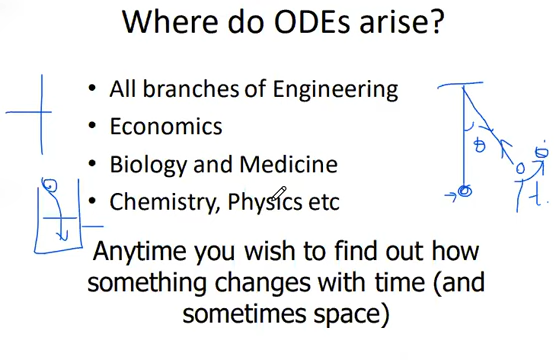 Where do ODEs arise?
• All branches of Engineering
• Economics
• Biology and Medicine
• Chemistry, Physics etc
θ
Anytime you wish to find out how
something changes with time (and
sometimes space)